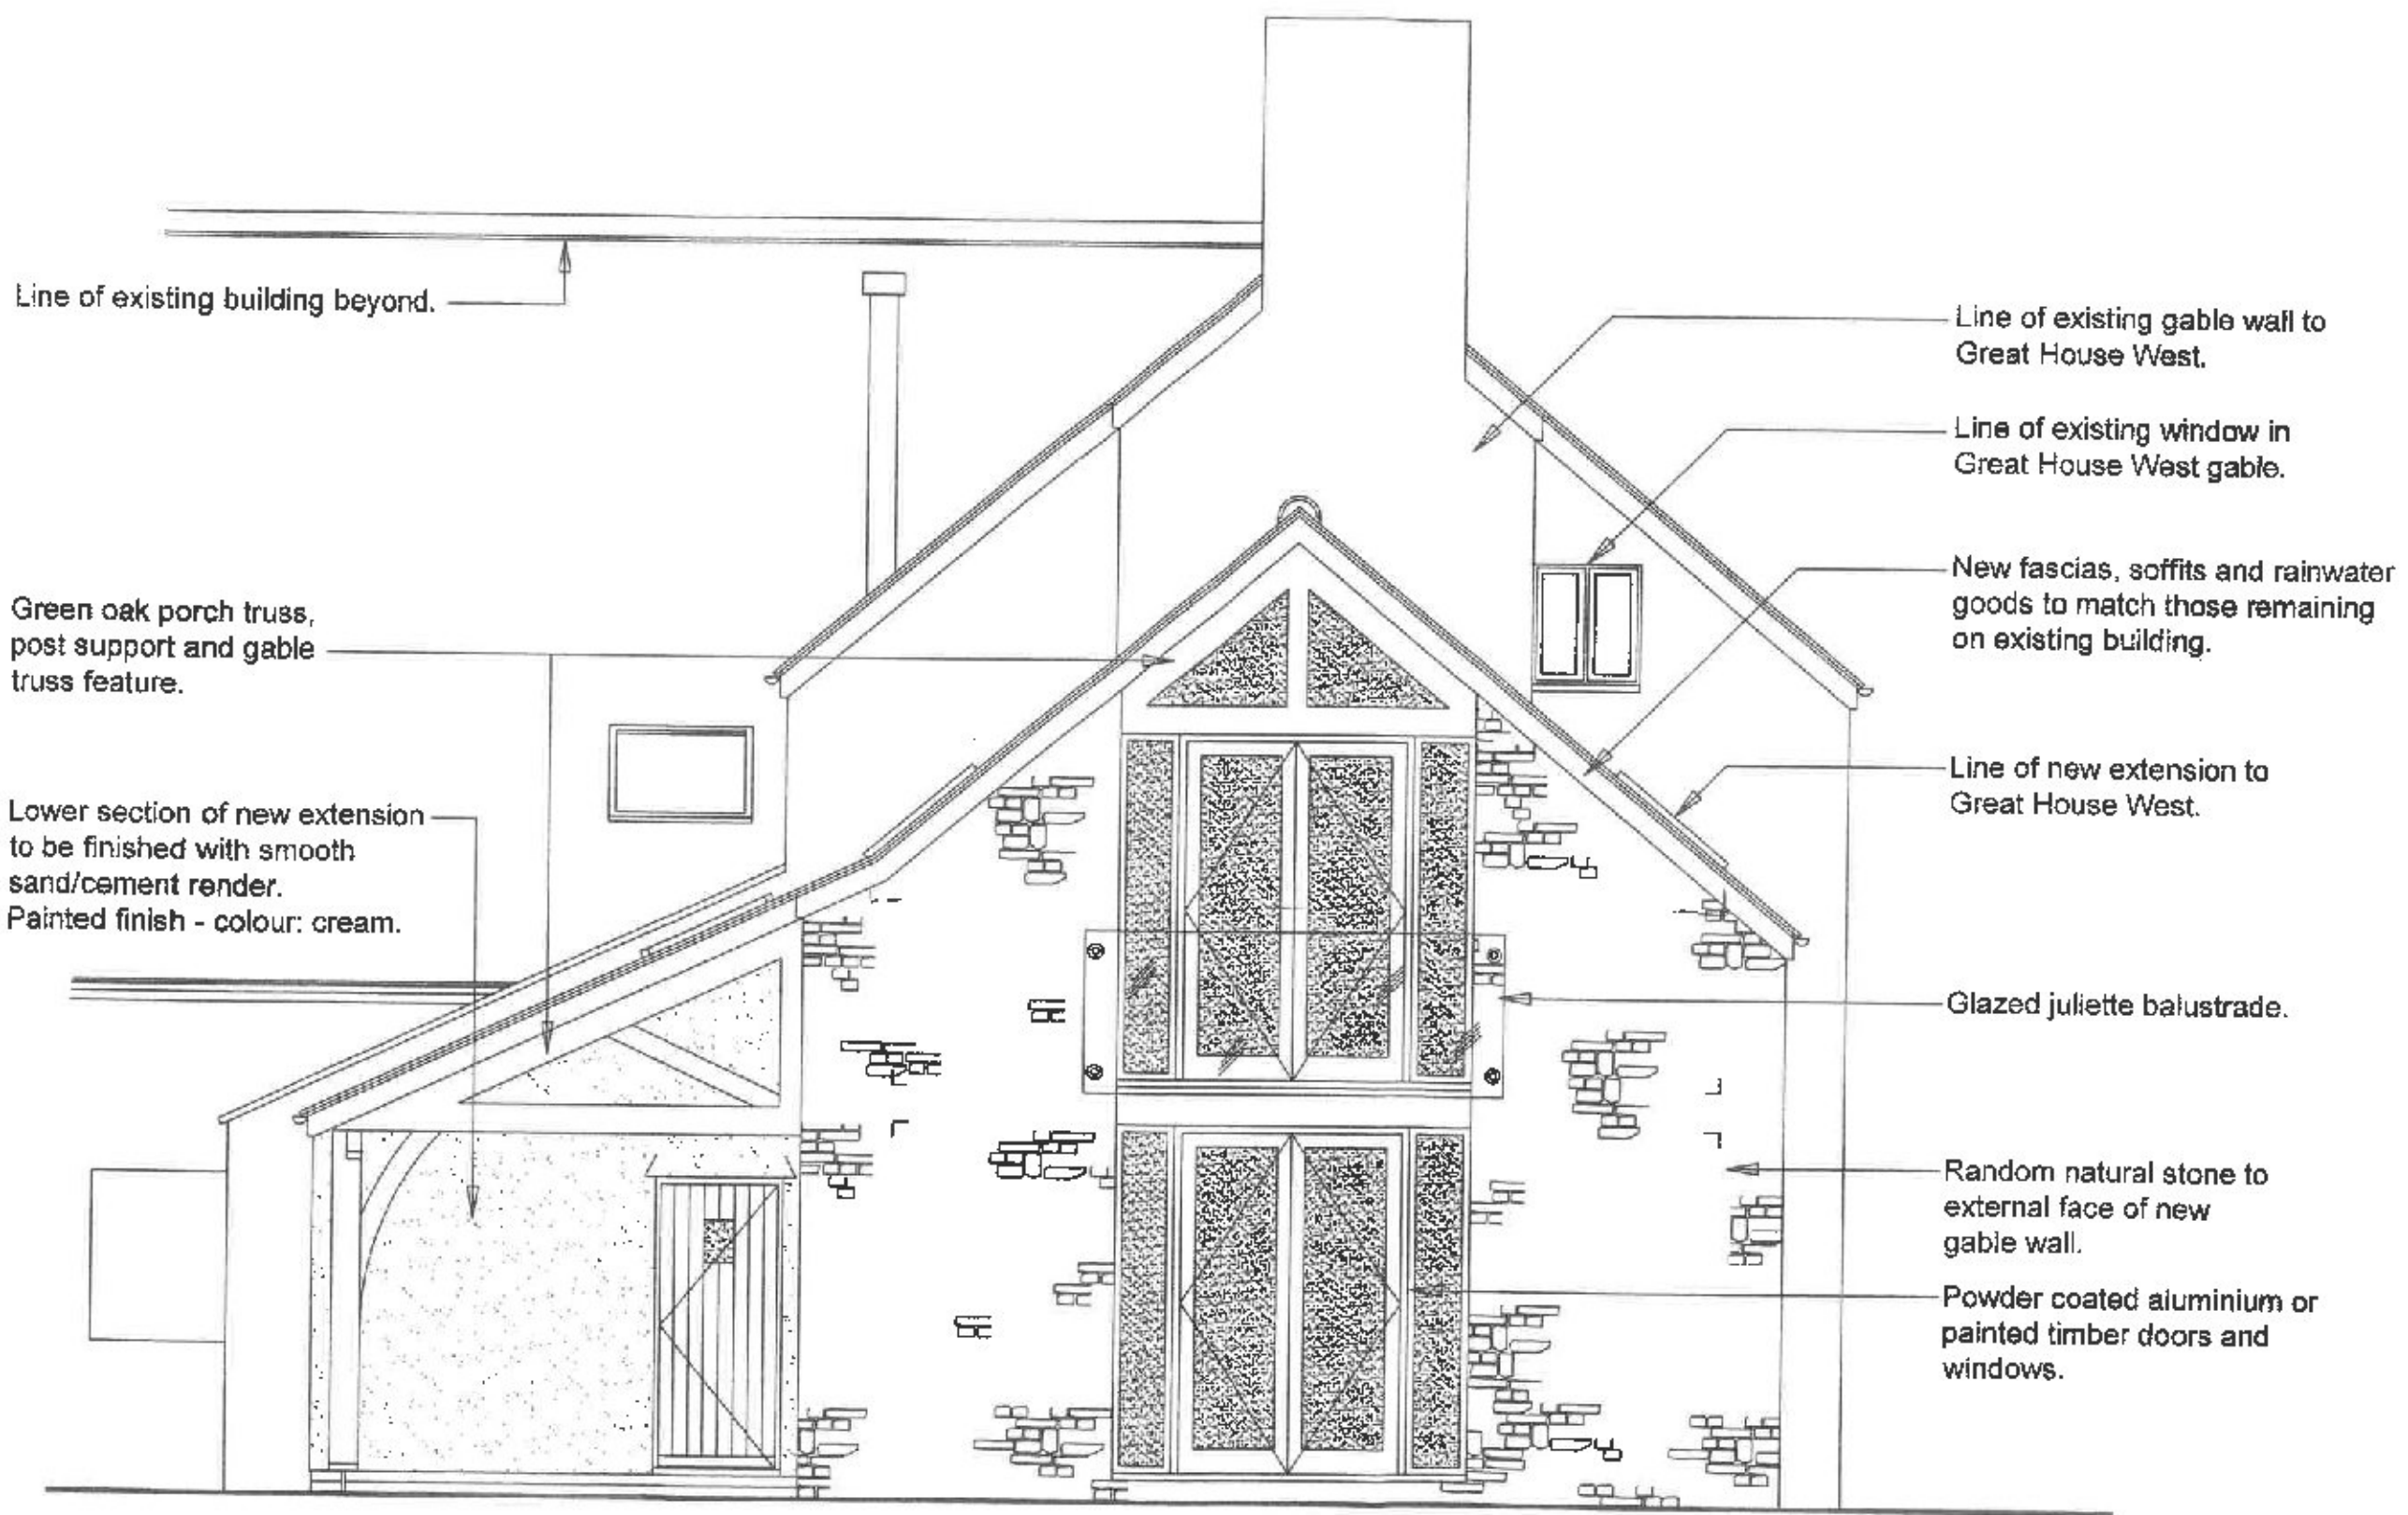 Line of existing building beyond.
Green oak porch truss,
post support and gable
truss feature.
Lower section of new extension
to be finished with smooth
sand/cement render.
Painted finish - colour: cream.
Line of existing gable wall to
Great House West.
Line of existing window in
Great House West gable.
New fascias, soffits and rainwater
goods to match those remaining
on existing building.
Line of new extension to
Great House West.
Glazed juliette balustrade.
Random natural stone to
external face of new
gable wall.
Powder coated aluminium or
painted timber doors and
windows.